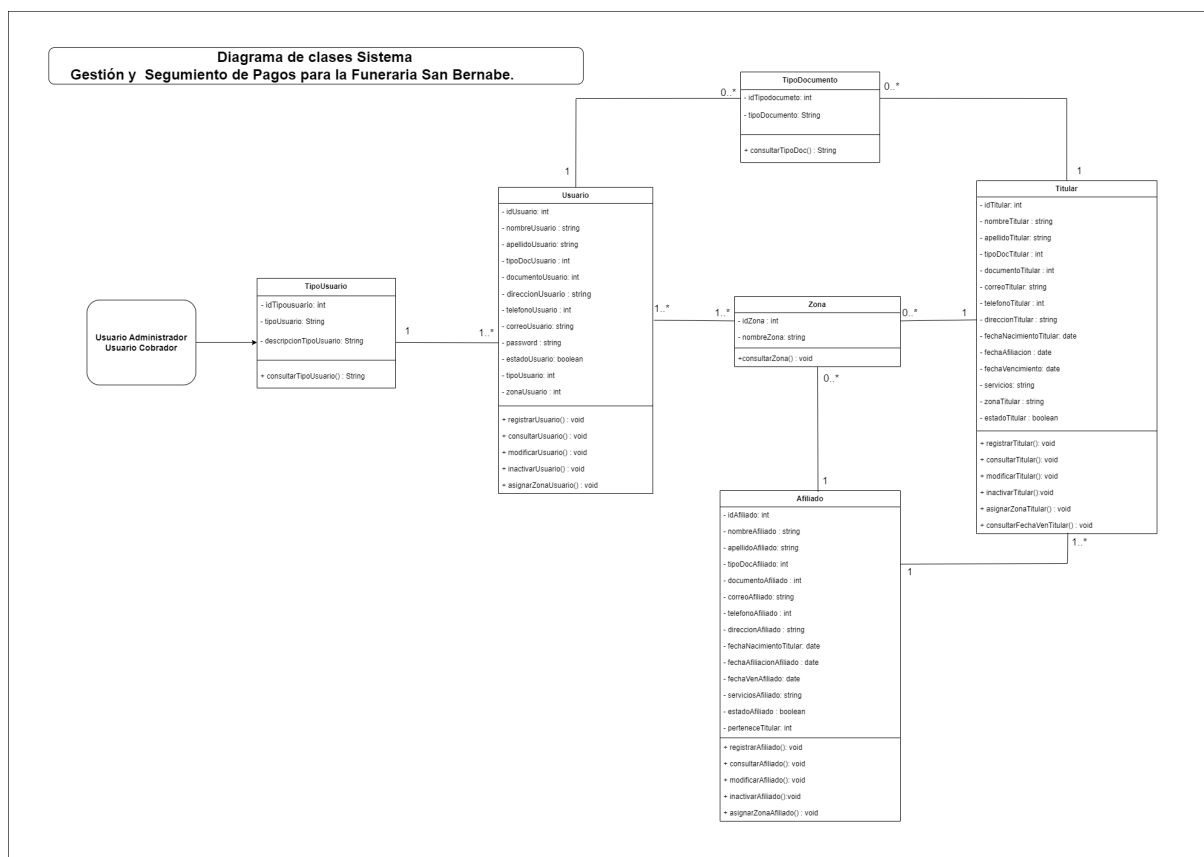 Diagrama de clases Sistema
Gestión y Segumiento de Pagos para la Funeraria San Bernabe.
TipoDocumento
- idTipodocumeto: int
- tipoDocumento: String
+ consultarTipoDoc() : String
0..*
0..*
1
1
Usuario
- idUsuario: int
- nombreUsuario : string
- apellidoUsuario: string
- tipoDocUsuario : int
- documentoUsuario: int
- direccionUsuario : string
- telefonoUsuario : int
- correoUsuario: string
- password : string
- estadoUsuario: boolean
- tipoUsuario: int
- zonaUsuario : int
+ registrarUsuario() : void
+ consultarUsuario() : void
+ modificarUsuario() : void
+ inactivarUsuario() : void
+ asignarZonaUsuario() : void
Titular
- idTitular: int
- nombreTitular : string
- apellidoTitular: string
- tipoDocTitular : int
- documentoTitular : int
- correoTitular: string
- telefonoTitular : int
- direccionTitular : string
- fechaNacimientoTitular: date
- fechaAfiliacion : date
- fechaVencimiento: date
- servicios: string
- zonaTitular : string
- estadoTitular : boolean
+ registrarTitular(): void
+ consultarTitular(): void
+ modificarTitular(): void
+ inactivarTitular():void
+ asignarZonaTitular() : void
+ consultarFechaVenTitular() : void
TipoUsuario
- idTipousuario: int
- tipoUsuario: String
- descripcionTipoUsuario: String
+ consultarTipoUsuario() : String
Usuario Administrador
Usuario Cobrador
1
1..*
1..*
1..*
Zona
- idZona : int
- nombreZona: string
+consultarZona() : void
0..*
1
0..*
1
Afiliado
- idAfiliado: int
- nombreAfiliado : string
- apellidoAfiliado: string
- tipoDocAfiliado: int
- documentoAfiliado : int
- correoAfiliado: string
- telefonoAfiliado : int
- direccionAfiliado : string
- fechaNacimientoTitular: date
- fechaAfiliacionAfiliado : date
- fechaVenAfiliado: date
- serviciosAfiliado: string
- estadoAfiliado : boolean
- perteneceTitular: int
+ registrarAfiliado(): void
+ consultarAfiliado(): void
+ modificarAfiliado(): void
+ inactivarAfiliado():void
+ asignarZonaAfiliado() : void
1
1..*